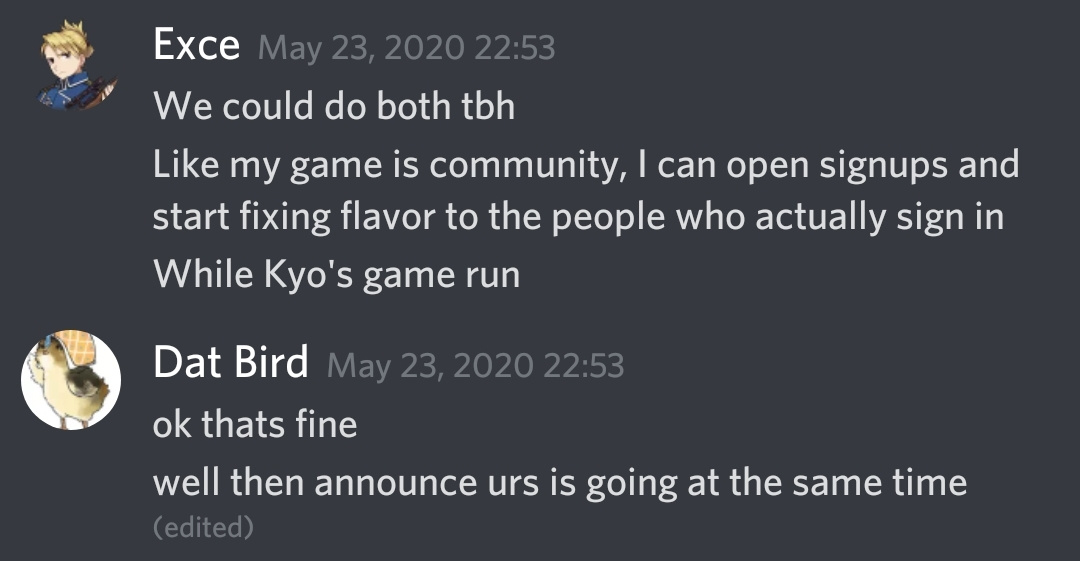 Exce May 23, 2020 22:53
We could do both tbh
Like my game is community, I can open signups and
start fixing flavor to the people who actually sign in
While Kyo's game run
Dat Bird May 23, 2020 22:53
ok thats fine
well then announce urs is going at the same time
(edited)